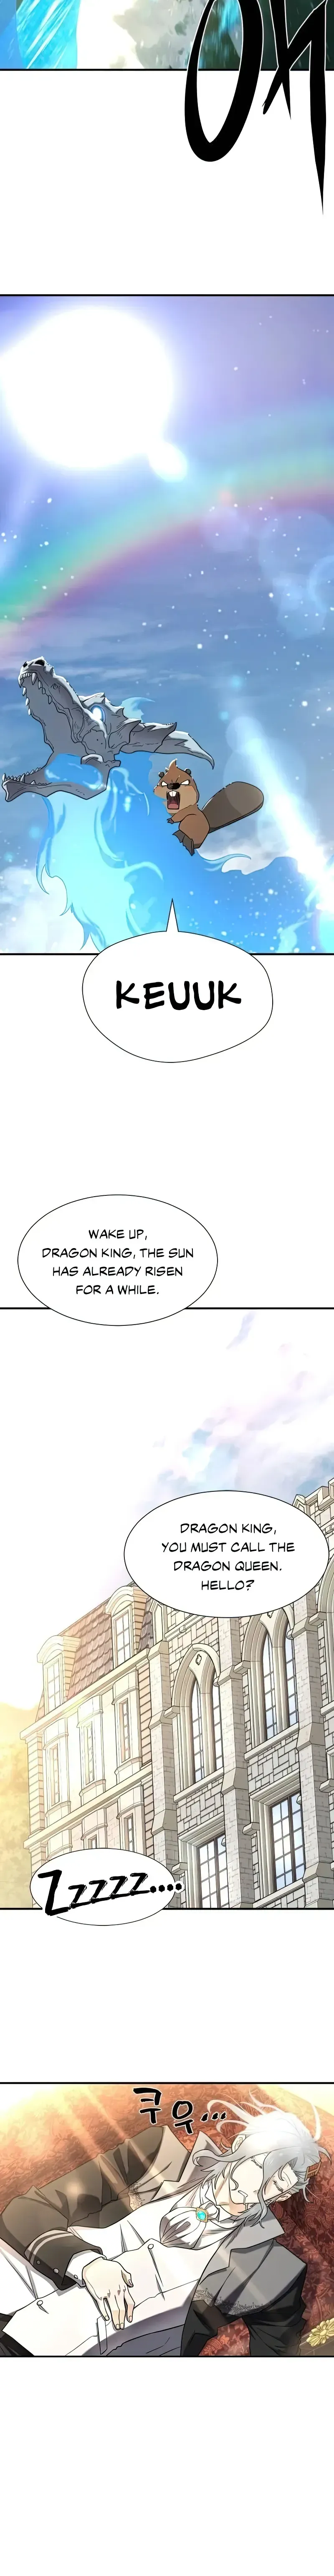 KEUUK
WAKE UP,
DRAGON KING, THE SUN
HAS ALREADY RISEN
FOR A WHILE.
DRAGON KING,
YOU MUST CALL THE
DRAGON QUEEN.
HELLO?
Zzzzz....
쿠우...